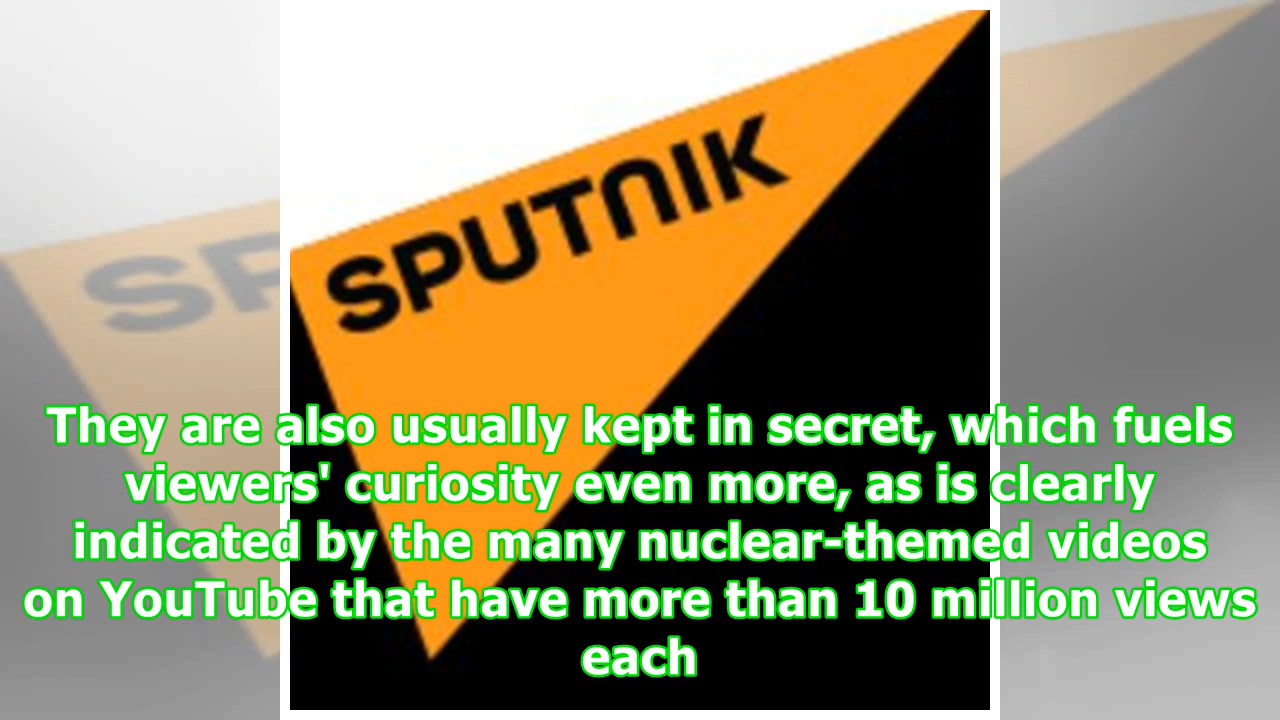 SP
SPUTNIK
They are also usually kept in secret, which fuels
viewers' curiosity even more, as is clearly
indicated by the many nuclear-themed videos
on YouTube that have more than 10 million views
each